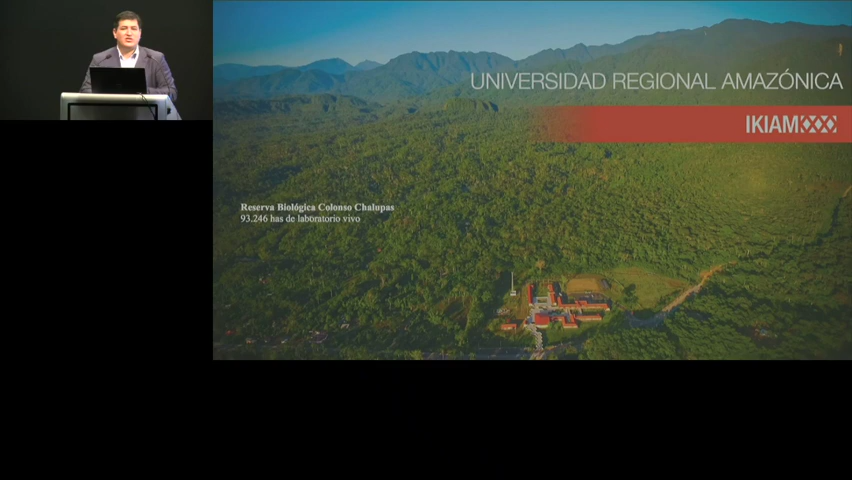 UNIVERSIDAD REGIONAL AMAZÓNICA
IKIAM
Reserva Biológica Colonso Chalupas
93.246 has de laboratorio vivo